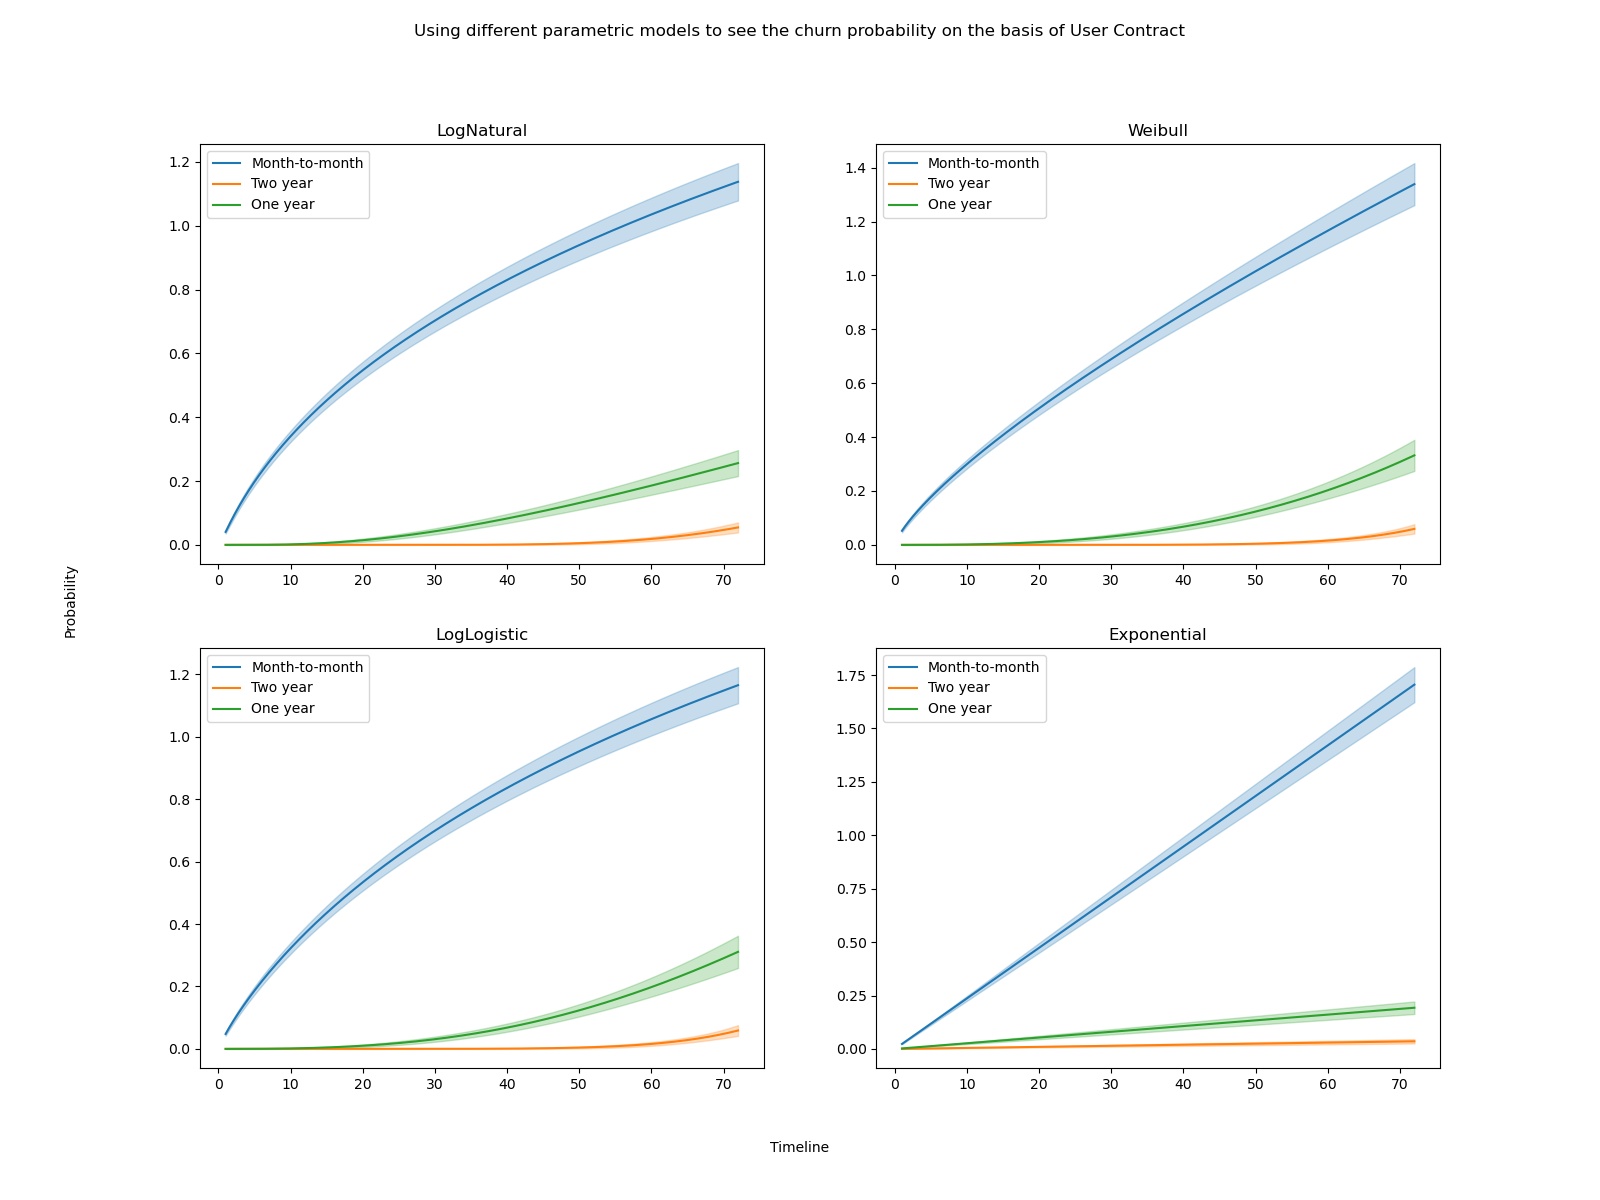 Using different parametric models to see the churn probability on the basis of User Contract
LogNatural
Month-to-month
Two year
One year
1.2
1.0
0.8
0.6
0.4
0.2
0.0
0 10 20 30 40 50 60 70
Weibull
Month-to-month
Two year
One year
1.4
1.2
1.0
0.8
0.6
0.4
0.2
0.0
0 10 20 30 40 50 60 70
Probability
LogLogistic
Month-to-month
Two year
One year
1.2
1.0
0.8
0.6
0.4
0.2
0.0
0 10 20 30 40 50 60 70
Exponential
Month-to-month
Two year
One year
1.75
1.50
1.25
1.00
0.75
0.50
0.25
0.00
0 10 20 30 40 50 60 70
Timeline